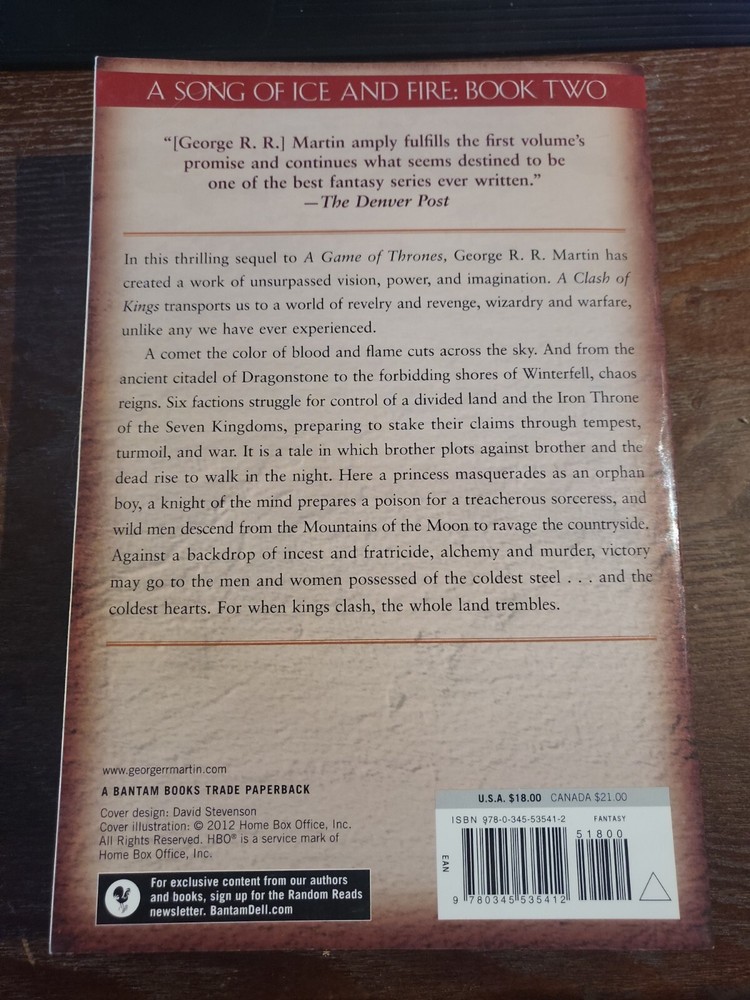 A SONG OF ICE AND FIRE: BOOK TWO
“[George R. R.] Martin amply fulfills the first volume’s
promise and continues what seems destined to be
one of the best fantasy series ever written.”
—The Denver Post
In this thrilling sequel to A Game of Thrones, George R. R. Martin has
created a work of unsurpassed vision, power, and imagination. A Clash of
Kings transports us to a world of revelry and revenge, wizardry and warfare,
unlike any we have ever experienced.
A comet the color of blood and flame cuts across the sky. And from the
ancient citadel of Dragonstone to the forbidding shores of Winterfell, chaos
reigns. Six factions struggle for control of a divided land and the Iron Throne
of the Seven Kingdoms, preparing to stake their claims through tempest,
turmoil, and war. It is a tale in which brother plots against brother and the
dead rise to walk in the night. Here a princess masquerades as an orphan
boy, a knight of the mind prepares a poison for a treacherous sorceress, and
wild men descend from the Mountains of the Moon to ravage the countryside.
Against a backdrop of incest and fratricide, alchemy and murder, victory
may go to the men and women possessed of the coldest steel . . . and the
coldest hearts. For when kings clash, the whole land trembles.
www.georgerrmartin.com
A BANTAM BOOKS TRADE PAPERBACK
Cover design: David Stevenson
Cover illustration: © 2012 Home Box Office, Inc.
All Rights Reserved. HBO® is a service mark of
Home Box Office, Inc.
For exclusive content from our authors
and books, sign up for the Random Reads
newsletter. BantamDell.com
U.S.A. $18.00 CANADA $21.00
ISBN 978-0-345-53541-2 FANTASY
51800
EAN
9 780345 535412